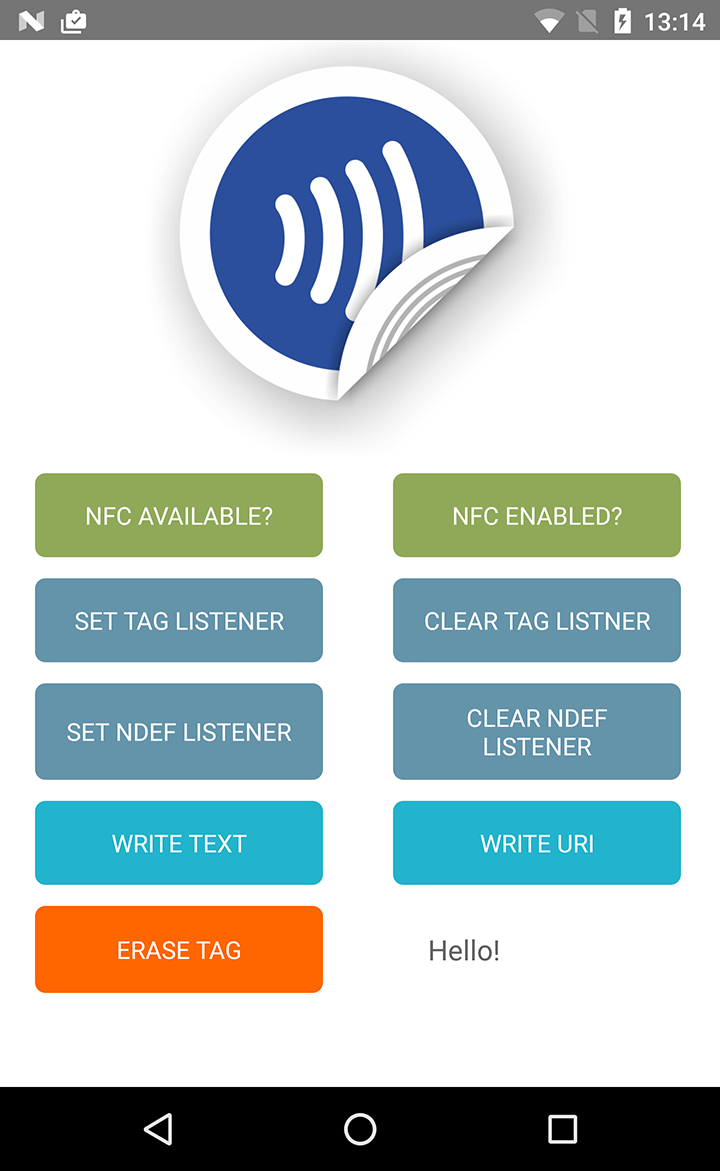 13:14
NFC AVAILABLE?
NFC ENABLED?
SET TAG LISTENER
CLEAR TAG LISTNER
SET NDEF LISTENER
CLEAR NDEF
LISTENER
WRITE TEXT
WRITE URI
ERASE TAG
Hello!